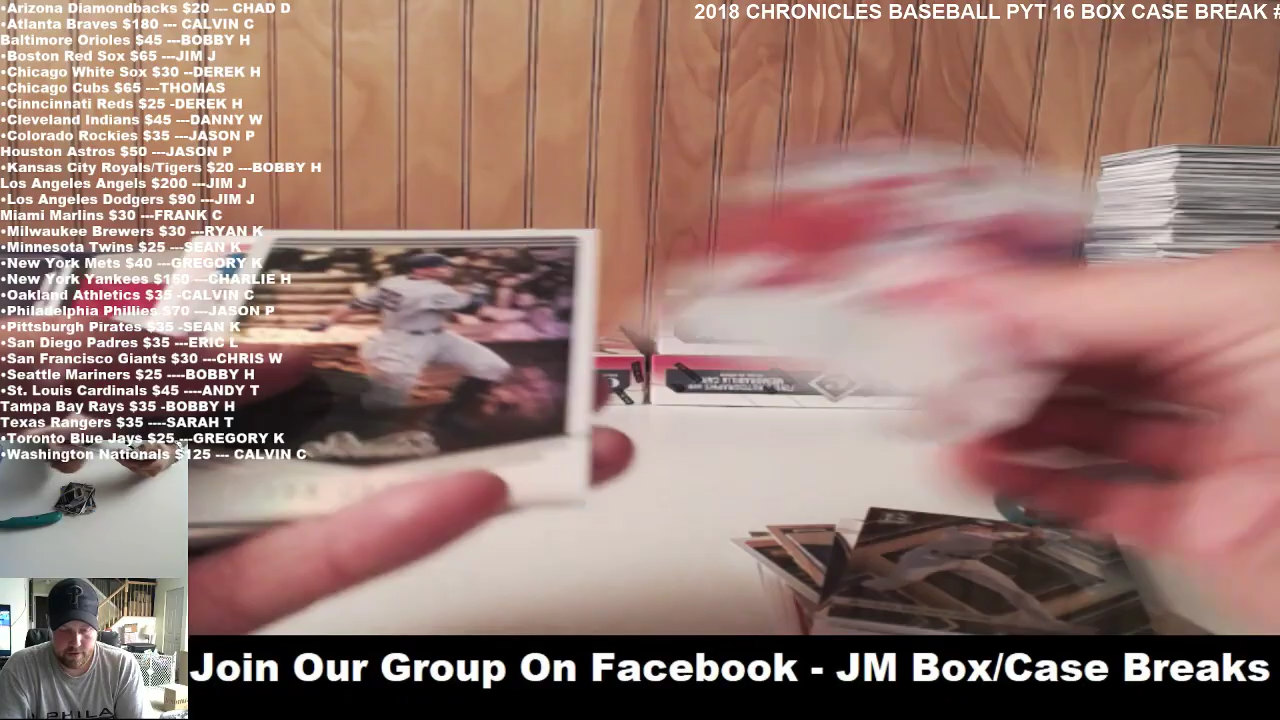 •Arizona Diamondbacks $20 --- CHAD D
•Atlanta Braves $180 --- CALVIN C
Baltimore Orioles $45 ---BOBBY H
•Boston Red Sox $65 ---JIM J
•Chicago White Sox $30 --DEREK H
•Chicago Cubs $65 ---THOMAS
•Cinncinnati Reds $25 -DEREK H
•Cleveland Indians $45 ---DANNY W
•Colorado Rockies $35 ---JASON P
Houston Astros $50 ---JASON P
•Kansas City Royals/Tigers $20 ---BOBBY H
Los Angeles Angels $200 ---JIM J
•Los Angeles Dodgers $90 ---JIM J
Miami Marlins $30 ---FRANK C
•Milwaukee Brewers $30 ---RYAN K
•Minnesota Twins $25 ---SEAN K
•New York Mets $40 ---GREGORY K
•New York Yankees $150 ---CHARLIE H
•Oakland Athletics $35 -CALVIN C
•Philadelphia Phillies $70 ---JASON P
•Pittsburgh Pirates $35 -SEAN K
•San Diego Padres $35 ---ERIC L
•San Francisco Giants $30 ---CHRIS W
•Seattle Mariners $25 ----BOBBY H
•St. Louis Cardinals $45 ----ANDY T
Tampa Bay Rays $35 -BOBBY H
Texas Rangers $35 ----SARAH T
•Toronto Blue Jays $25 ---GREGORY K
•Washington Nationals $125 --- CALVIN C
2018 CHRONICLES BASEBALL PYT 16 BOX CASE BREAK #
Join Our Group On Facebook - JM Box/Case Breaks